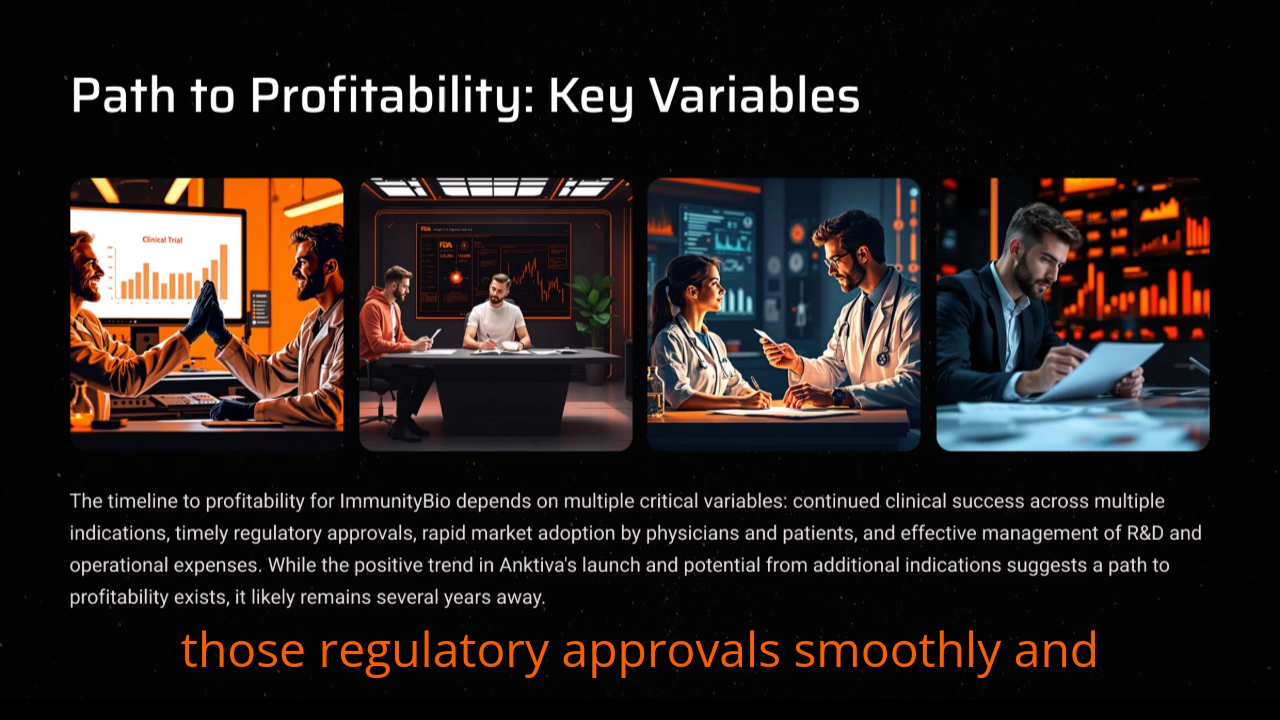 Path to Profitability: Key Variables
Clinical Trial
FDA
FDA
The timeline to profitability for ImmunityBio depends on multiple critical variables: continued clinical success across multiple
indications, timely regulatory approvals, rapid market adoption by physicians and patients, and effective management of R&D and
operational expenses. While the positive trend in Anktiva's launch and potential from additional indications suggests a path to
profitability exists, it likely remains several years away.
those regulatory approvals smoothly and